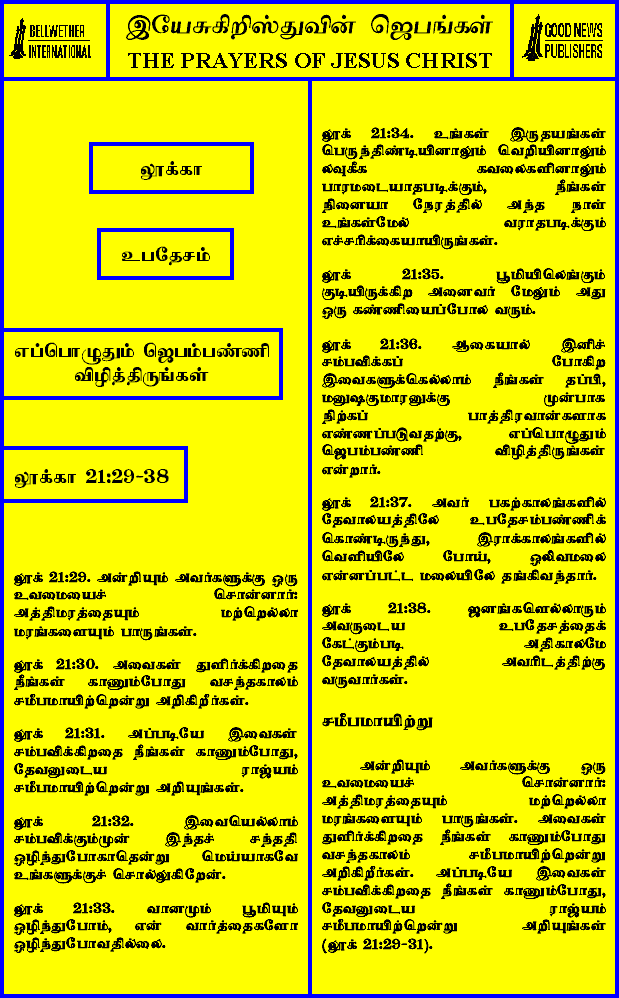 BELLWETHER
INTERNATIONAL
இயேசுகிறிஸ்துவின் ஜெபங்கள்
THE PRAYERS OF JESUS CHRIST
GOOD NEWS
PUBLISHERS
லூக்கா
உபதேசம்
எப்பொழுதும் ஜெபம்பண்ணி
விழித்திருங்கள்
லூக்கா 21:29-38
லூக் 21:29. அன்றியும் அவர்களுக்கு ஒரு
உவமையைச் சொன்னார்:
அத்திமரத்தையும் மற்றெல்லா
மரங்களையும் பாருங்கள்.
லூக் 21:30. அவைகள் துளிர்க்கிறதை
நீங்கள் காணும்போது வசந்தகாலம்
சமீபமாயிற்றென்று அறிகிறீர்கள்.
லூக் 21:31. அப்படியே இவைகள்
சம்பவிக்கிறதை நீங்கள் காணும்போது,
தேவனுடைய ராஜ்யம்
சமீபமாயிற்றென்று அறியுங்கள்.
லூக் 21:32. இவையெல்லாம்
சம்பவிக்கும்முன் இந்தச் சந்ததி
ஒழிந்துபோகாதென்று மெய்யாகவே
உங்களுக்குச் சொல்லுகிறேன்.
லூக் 21:33. வானமும் பூமியும்
ஒழிந்துபோம், என் வார்த்தைகளோ
ஒழிந்துபோவதில்லை.
லூக் 21:34. உங்கள் இருதயங்கள்
பெருந்திண்டியினாலும் வெறியினாலும்
லவுகீக கவலைகளினாலும்
பாரமடையாதபடிக்கும், நீங்கள்
நினையா நேரத்தில் அந்த நாள்
உங்கள்மேல் வராதபடிக்கும்
எச்சரிக்கையாயிருங்கள்.
லூக் 21:35. பூமியிலெங்கும்
குடியிருக்கிற அனைவர் மேலும் அது
ஒரு கண்ணியைப்போல வரும்.
லூக் 21:36. ஆகையால் இனிச்
சம்பவிக்கப் போகிற
இவைகளுக்கெல்லாம் நீங்கள் தப்பி,
மனுஷகுமாரனுக்கு முன்பாக
நிற்கப் பாத்திரவான்களாக
எண்ணப்படுவதற்கு, எப்பொழுதும்
ஜெபம்பண்ணி விழித்திருங்கள்
என்றார்.
லூக் 21:37. அவர் பகற்காலங்களில்
தேவாலயத்திலே உபதேசம்பண்ணிக்
கொண்டிருந்து, இராக்காலங்களில்
வெளியிலே போய், ஒலிவமலை
என்னப்பட்ட மலையிலே தங்கிவந்தார்.
லூக் 21:38. ஜனங்களெல்லாரும்
அவருடைய உபதேசத்தைக்
கேட்கும்படி அதிகாலமே
தேவாலயத்தில் அவரிடத்திற்கு
வருவார்கள்.
சமீபமாயிற்று
அன்றியும் அவர்களுக்கு ஒரு
உவமையைச் சொன்னார்:
அத்திமரத்தையும் மற்றெல்லா
மரங்களையும் பாருங்கள். அவைகள்
துளிர்க்கிறதை நீங்கள் காணும்போது
வசந்தகாலம் சமீபமாயிற்றென்று
அறிகிறீர்கள். அப்படியே இவைகள்
சம்பவிக்கிறதை நீங்கள் காணும்போது,
தேவனுடைய ராஜ்யம்
சமீபமாயிற்றென்று அறியுங்கள்
(லூக் 21:29-31).